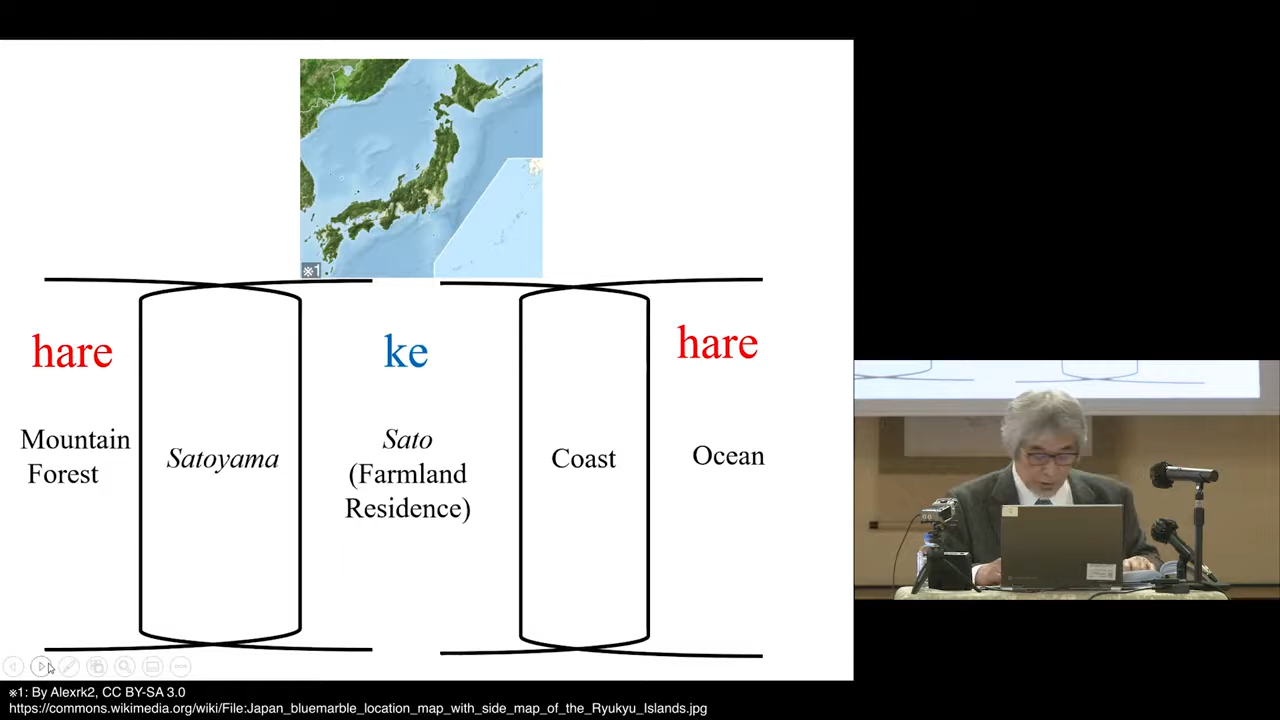 ※1
hare
ke
hare
Mountain
Forest
Satoyama
Sato
(Farmland
Residence)
Coast
Ocean
※1: By Alexrk2, CC BY-SA 3.0
https://commons.wikimedia.org/wiki/File:Japan_bluemarble_location_map_with_side_map_of_the_Ryukyu_Islands.jpg